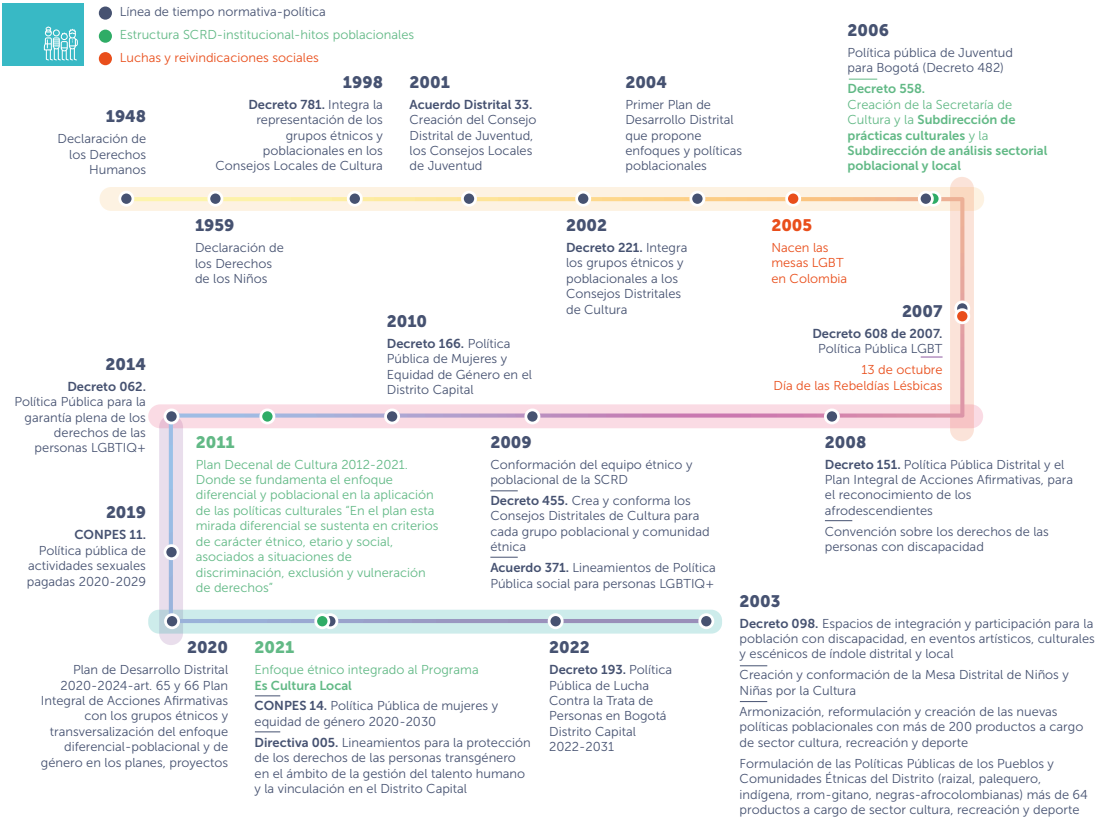 Línea de tiempo normativa-política
Estructura SCRD-institucional-hitos poblacionales
Luchas y reivindicaciones sociales
1948
Declaración de
los Derechos
Humanos
1959
Declaración de
los Derechos
de los Niños
1998
Decreto 781. Integra la
representación de los
grupos étnicos y
poblacionales en los
Consejos Locales de Cultura
2001
Acuerdo Distrital 33.
Creación del Consejo
Distrital de Juventud,
los Consejos Locales
de Juventud
2002
Decreto 221. Integra
los grupos étnicos y
poblacionales a los
Consejos Distritales
de Cultura
2004
Primer Plan de
Desarrollo Distrital
que propone
enfoques y políticas
poblacionales
2005
Nacen las
mesas LGBT
en Colombia
2006
Política pública de Juventud
para Bogotá (Decreto 482)
Decreto 558.
Creación de la Secretaría de
Cultura y la Subdirección de
prácticas culturales y la
Subdirección de análisis sectorial
poblacional y local
2007
Decreto 608 de 2007.
Política Pública LGBT
13 de octubre
Día de las Rebeldías Lésbicas
2008
Decreto 151. Política Pública Distrital y el
Plan Integral de Acciones Afirmativas, para
el reconocimiento de los
afrodescendientes
Convención sobre los derechos de las
personas con discapacidad
2009
Conformación del equipo étnico y
poblacional de la SCRD
Decreto 455. Crea y conforma los
Consejos Distritales de Cultura para
cada grupo poblacional y comunidad
étnica
Acuerdo 371. Lineamientos de Política
Pública social para personas LGBTIQ+
2010
Decreto 166. Política
Pública de Mujeres y
Equidad de Género en el
Distrito Capital
2011
Plan Decenal de Cultura 2012-2021.
Donde se fundamenta el enfoque
diferencial y poblacional en la aplicación
de las políticas culturales "En el plan esta
mirada diferencial se sustenta en criterios
de carácter étnico, etario y social,
asociados a situaciones de
discriminación, exclusión y vulneración
de derechos"
2014
Decreto 062.
Política Pública para la
garantía plena de los
derechos de las
personas LGBTIQ+
2019
CONPES 11.
Política pública de
actividades sexuales
pagadas 2020-2029
2020
Plan de Desarrollo Distrital
2020-2024-art. 65 y 66 Plan
Integral de Acciones Afirmativas
con los grupos étnicos y
transversalización del enfoque
diferencial-poblacional y de
género en los planes, proyectos
2021
Enfoque étnico integrado al Programa
Es Cultura Local
CONPES 14. Política Pública de mujeres y
equidad de género 2020-2030
Directiva 005. Lineamientos para la protección
de los derechos de las personas transgénero
en el ámbito de la gestión del talento humano
y la vinculación en el Distrito Capital
2022
Decreto 193. Política
Pública de Lucha
Contra la Trata de
Personas en Bogotá
Distrito Capital
2022-2031
2003
Decreto 098. Espacios de integración y participación para la
población con discapacidad, en eventos artísticos, culturales
y escénicos de índole distrital y local
Creación y conformación de la Mesa Distrital de Niños y
Niñas por la Cultura
Armonización, reformulación y creación de las nuevas
políticas poblacionales con más de 200 productos a cargo
de sector cultura, recreación y deporte
Formulación de las Políticas Públicas de los Pueblos y
Comunidades Étnicas del Distrito (raizal, palequero,
indígena, rrom-gitano, negras-afrocolombianas) más de 64
productos a cargo de sector cultura, recreación y deporte